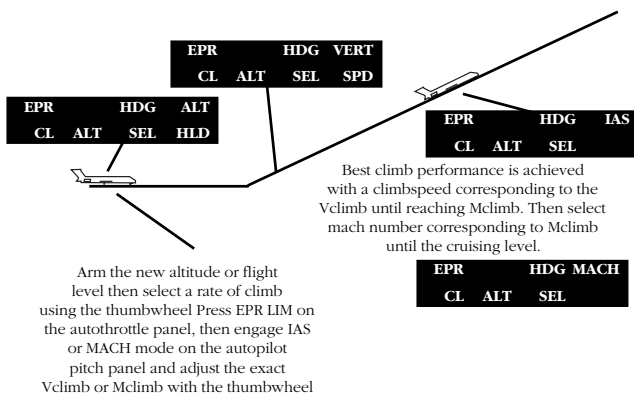 EPR HDG VERT
CL ALT SEL SPD
EPR HDG ALT
CL ALT SEL HLD
EPR HDG IAS
CL ALT SEL
Best climb performance is achieved
with a climbspeed corresponding to the
Vclimb until reaching Mclimb. Then select
mach number corresponding to Mclimb
until the cruising level.
EPR HDG MACH
CL ALT SEL
Arm the new altitude or flight
level then select a rate of climb
using the thumbwheel Press EPR LIM on
the autothrottle panel, then engage IAS
or MACH mode on the autopilot
pitch panel and adjust the exact
Vclimb or Mclimb with the thumbwheel